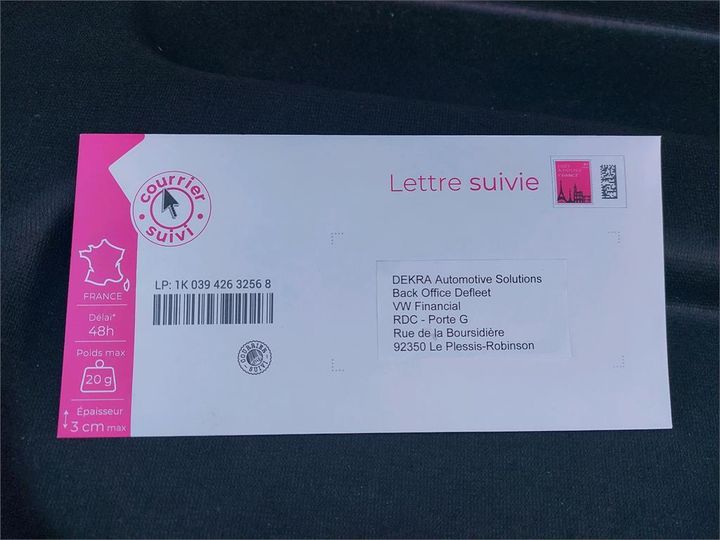 courrier
suivi
Lettre suivie
LP: 1K 039 426 3256 8
FRANCE
Délai*
48h
Poids max
20 g
Épaisseur
3 cm max
COURRIER
SUIVI
DEKRA Automotive Solutions
Back Office Defleet
VW Financial
RDC - Porte G
Rue de la Boursidière
92350 Le Plessis-Robinson